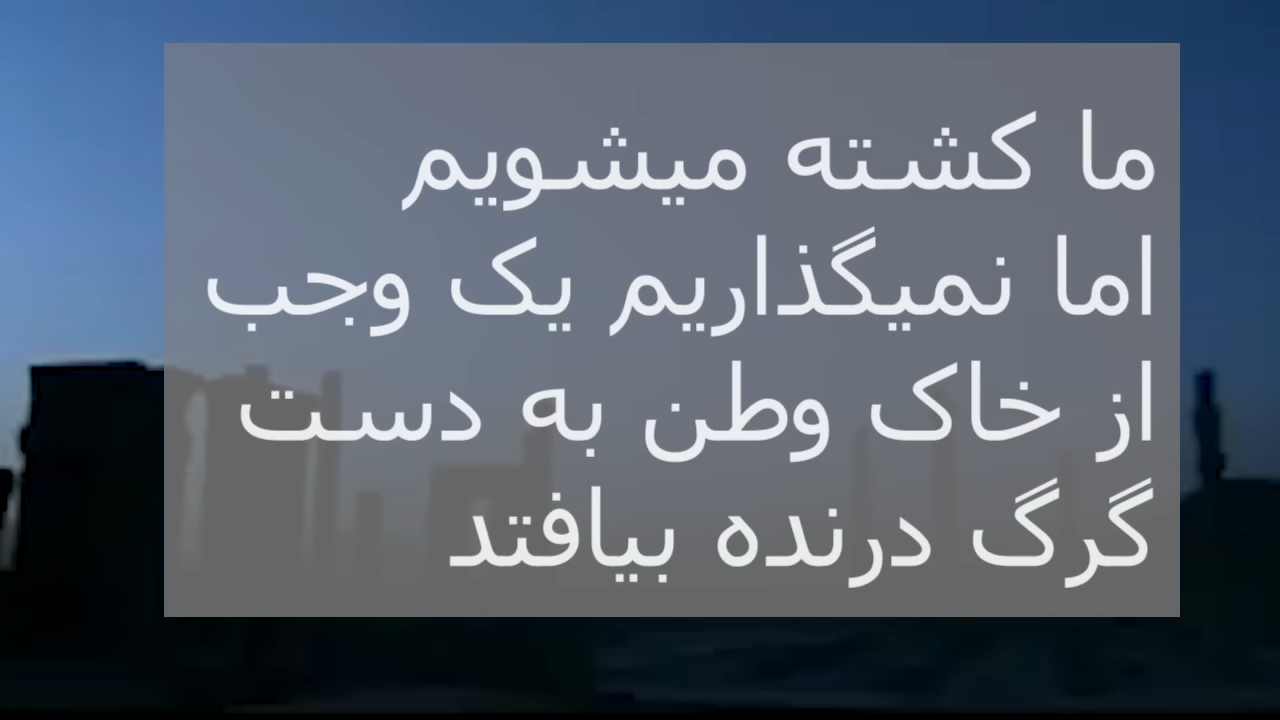 ما کشته میشویم
اما نمیگذاریم یک وجب
از خاک وطن به دست
گرگ درنده بیافتد